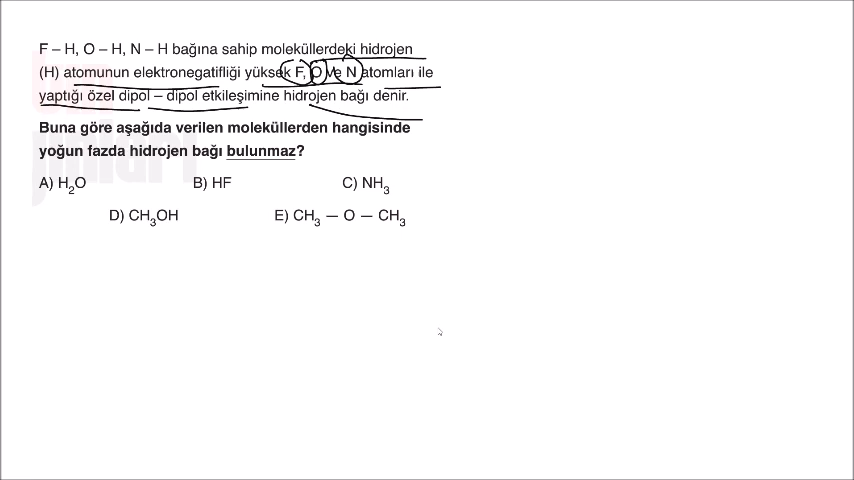 F – H, O – H, N – H bağına sahip moleküllerdeki hidrojen
(H) atomunun elektronegatifliği yüksek F, O ve N atomları ile
yaptığı özel dipol – dipol etkileşimine hidrojen bağı denir.
Buna göre aşağıda verilen moleküllerden hangisinde
yoğun fazda hidrojen bağı bulunmaz?
A) H₂O B) HF C) NH₃
D) CH₃OH E) CH₃ — O — CH₃